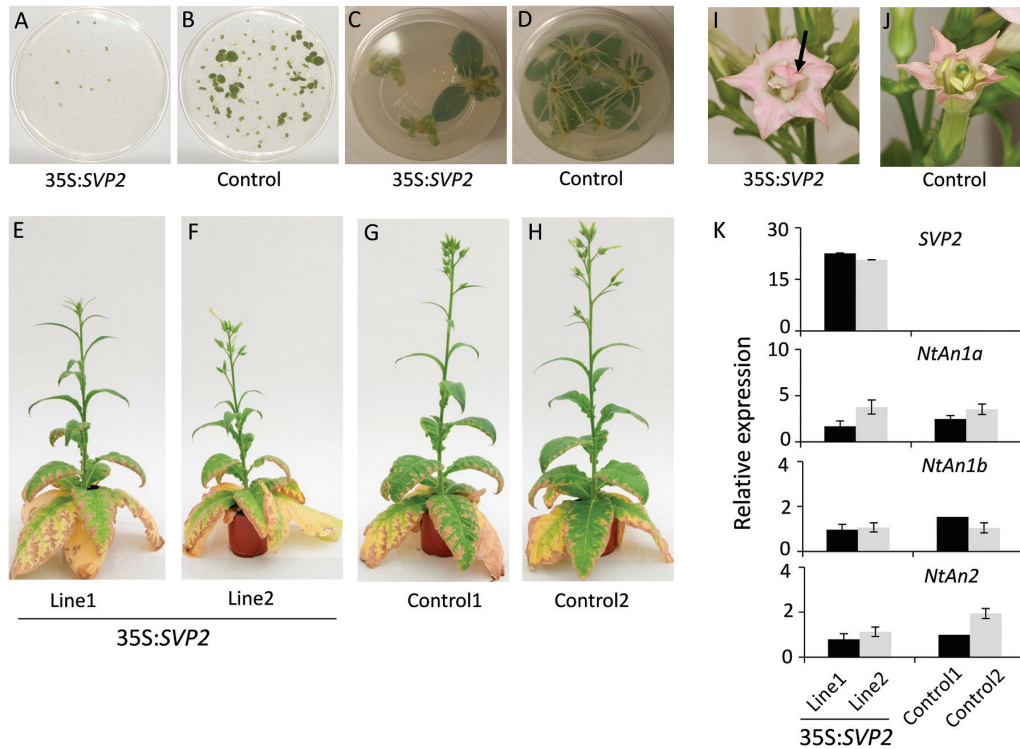 A
B
C
D
35S:SVP2
Control
35S:SVP2
Control
I
J
35S:SVP2
Control
E
F
G
H
Line1
Line2
Control1
Control2
35S:SVP2
K
Relative expression
SVP2
30
15
0
NtAn1a
10
5
0
NtAn1b
4
2
0
NtAn2
4
2
0
Line1
Line2
Control1
Control2
35S:SVP2